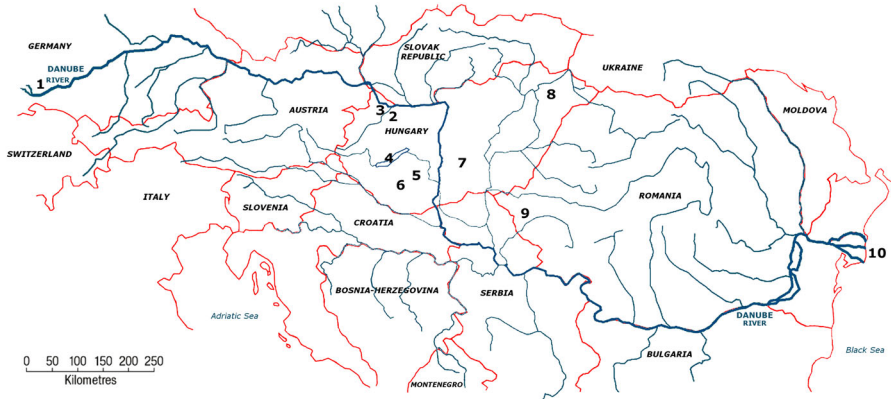 GERMANY
DANUBE
RIVER
1
SWITZERLAND
ITALY
AUSTRIA
SLOVENIA
CROATIA
SLOVAK
REPUBLIC
3
2
HUNGARY
4
5
6
7
8
9
10
UKRAINE
MOLDOVA
ROMANIA
BOSNIA-HERZEGOVINA
SERBIA
MONTENEGRO
BULGARIA
DANUBE
RIVER
Adriatic Sea
Black Sea
0 50 100 150 200 250
Kilometres